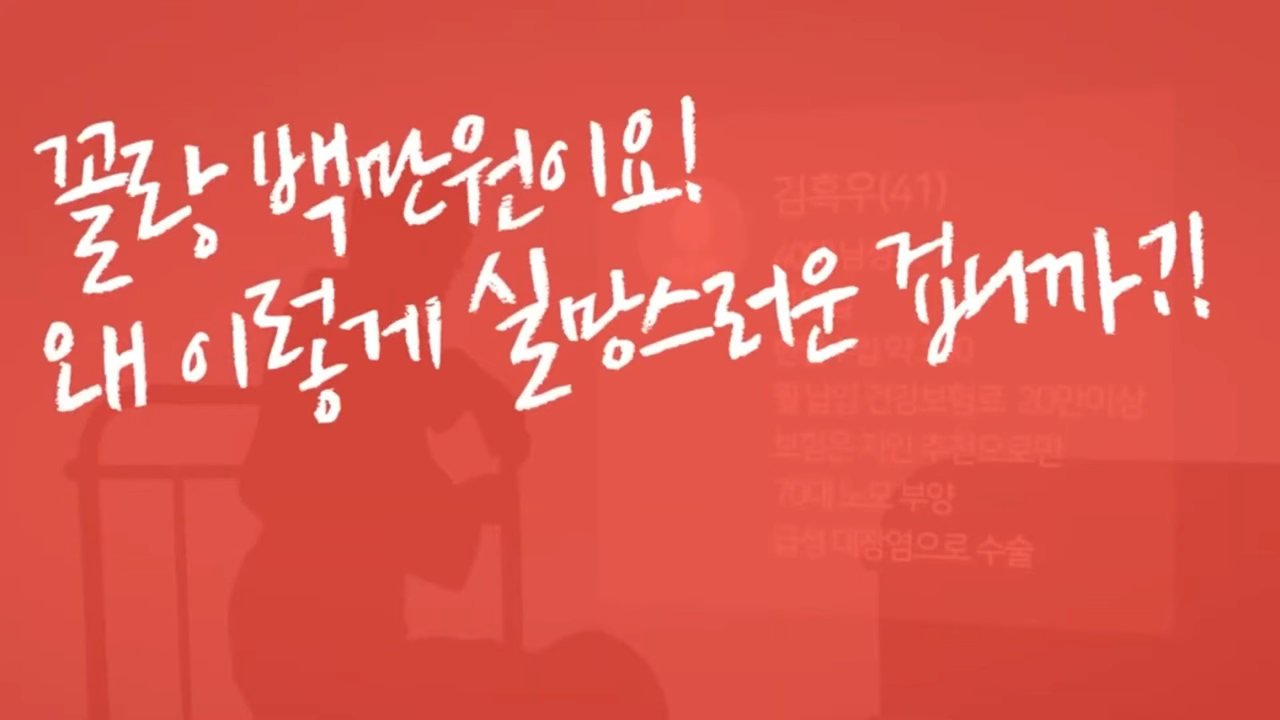 꼴랑 백만원이요!
왜 이렇게 실망스러운 겁니까?!
김흑우(41)
월 납입 건강보험료 20만미상
보험은 지인 추천으로만
70대 노모 부양
급성 대장염으로 수술